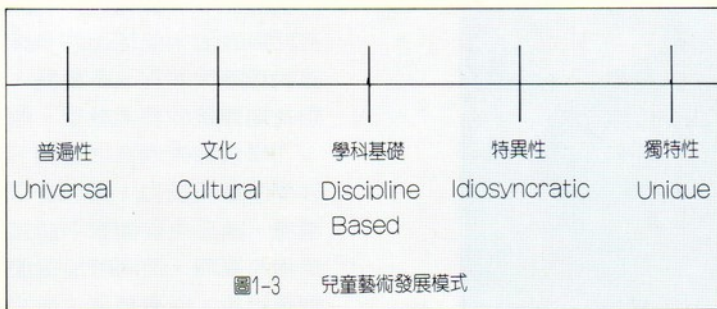 普遍性 文化 學科基礎 特異性 獨特性
Universal Cultural Discipline Idiosyncratic Unique
Based
圖1-3 兒童藝術發展模式